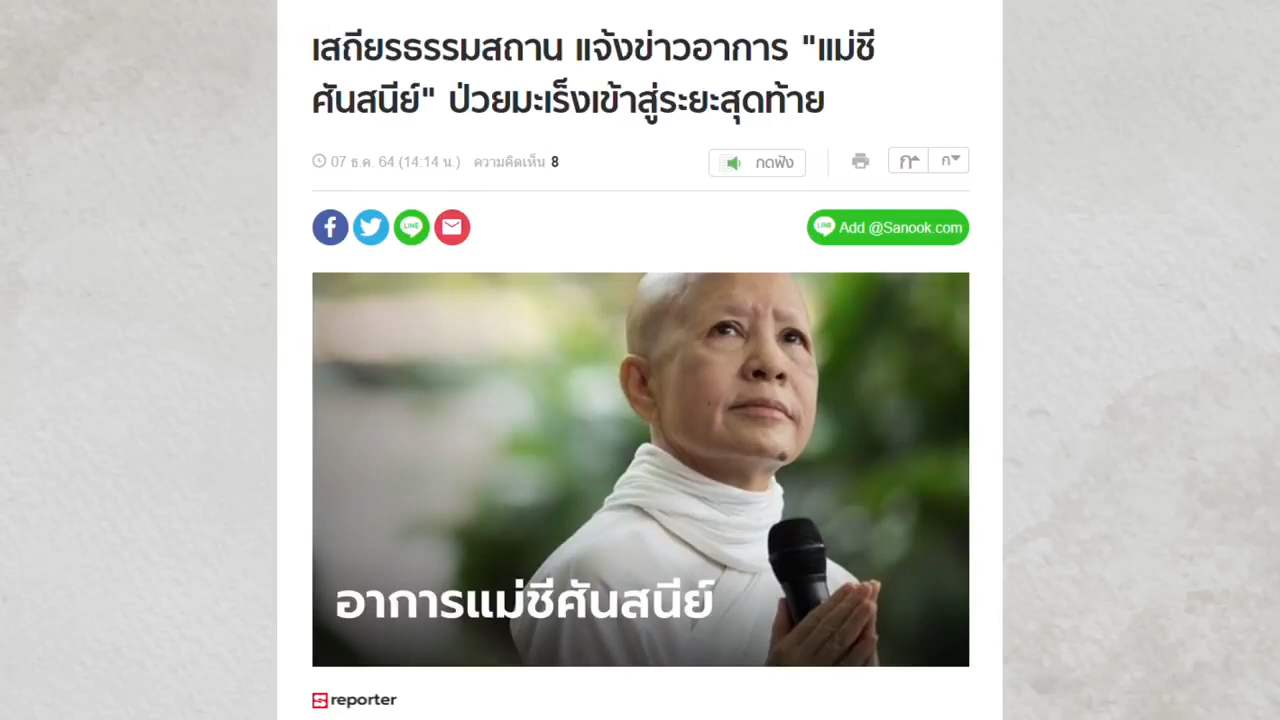 เสถียรธรรมสถาน แจ้งข่าวอาการ "แม่ชี
ศันสนีย์" ป่วยมะเร็งเข้าสู่ระยะสุดท้าย
07 ธ.ค. 64 (14:14 น.) ความคิดเห็น 8
กดฟัง
ก ก
LINE
LINE Add @Sanook.com
อาการแม่ชีศันสนีย์
S reporter